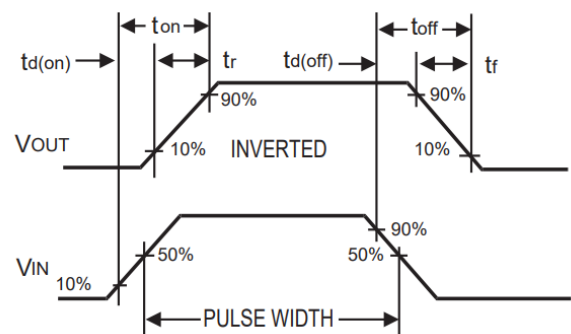 ton toff
td(on) tr td(off) tf
90% 90%
VOUT 10% INVERTED 10%
90%
VIN 50% 50%
10%
PULSE WIDTH